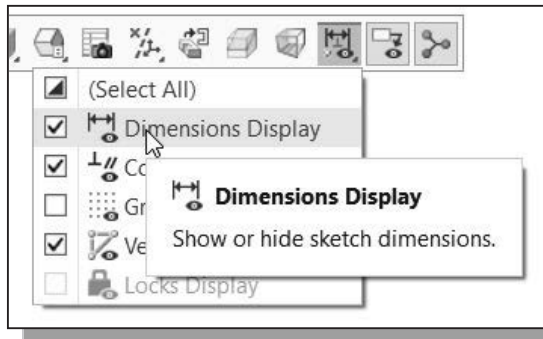 (Select All)
Dimensions Display
Co
Gr
Ve
Locks Display
Dimensions Display
Show or hide sketch dimensions.